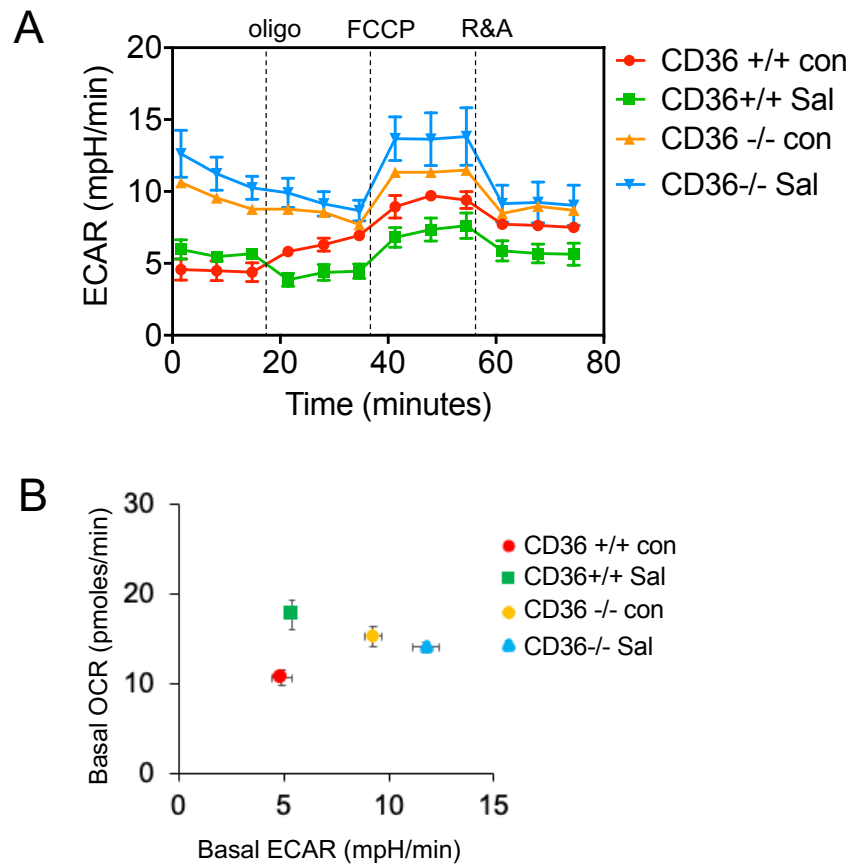 A
oligo FCCP R&A
20
15
10
5
0
ECAR (mpH/min)
0 20 40 60 80
Time (minutes)
CD36 +/+ con
CD36+/+ Sal
CD36 -/- con
CD36-/- Sal
B
30
20
10
0
Basal OCR (pmoles/min)
0 5 10 15
Basal ECAR (mpH/min)
CD36 +/+ con
CD36+/+ Sal
CD36 -/- con
CD36-/- Sal